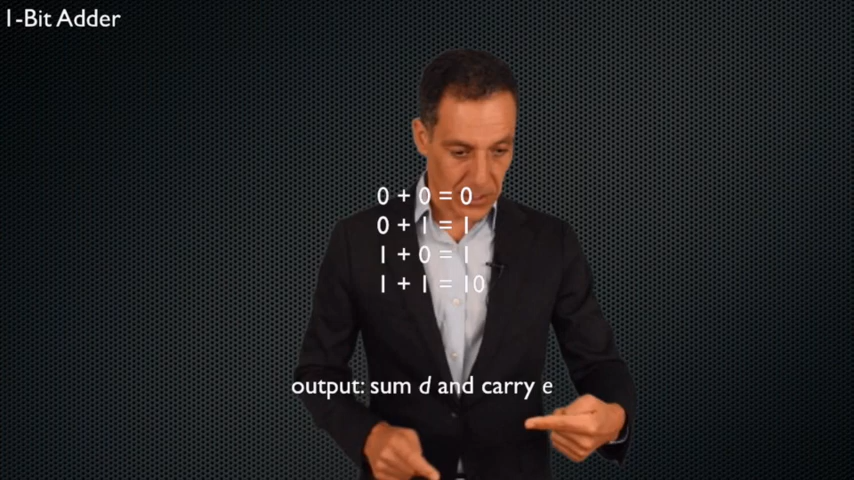 1-Bit Adder
0 + 0 = 0
0 + 1 = 1
1 + 0 = 1
1 + 1 = 10
output: sum d and carry e